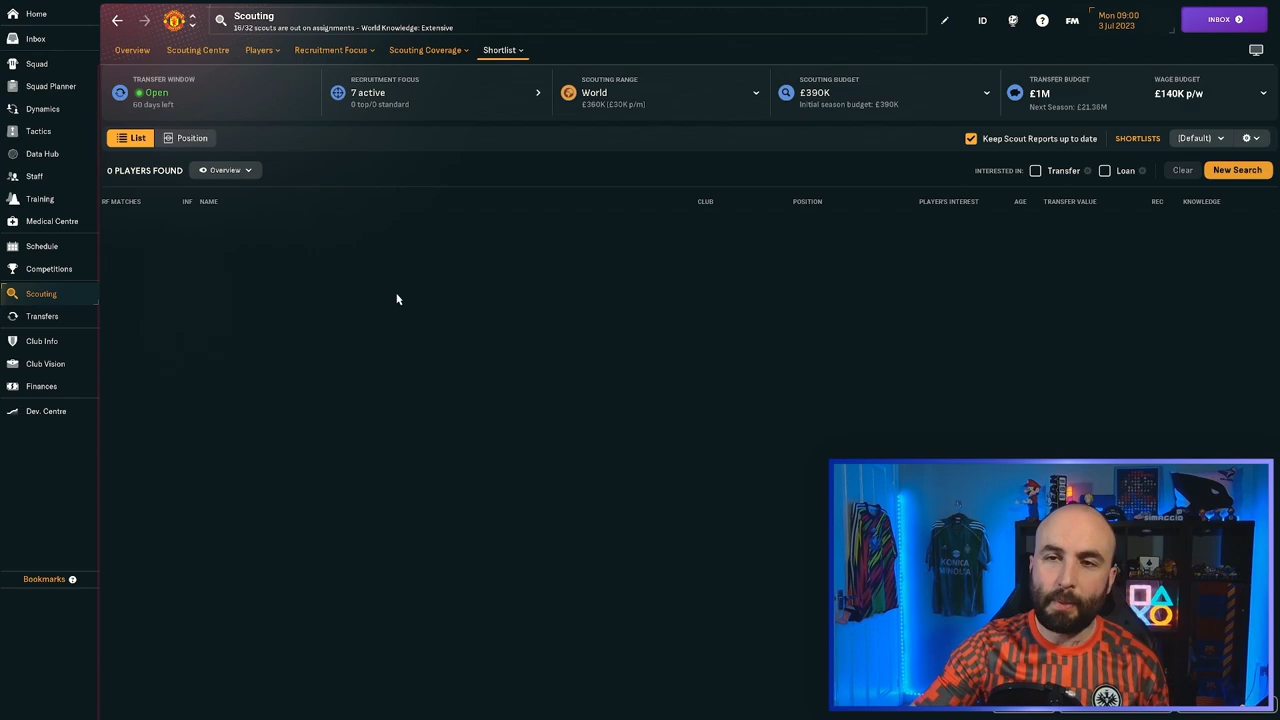 Home
Inbox
Squad
Squad Planner
Dynamics
Tactics
Data Hub
Staff
Training
Medical Centre
Schedule
Competitions
Scouting
Transfers
Club Info
Club Vision
Finances
Dev. Centre
Bookmarks
Scouting
16/32 scouts are out on assignments - World Knowledge: Extensive
ID
FM
Mon 09:00
3 Jul 2023
INBOX
Overview
Scouting Centre
Players
Recruitment Focus
Scouting Coverage
Shortlist
TRANSFER WINDOW
Open
60 days left
RECRUITMENT FOCUS
7 active
0 top/0 standard
SCOUTING RANGE
World
£360K (£30K p/m)
SCOUTING BUDGET
£390K
Initial season budget: £390K
TRANSFER BUDGET
£1M
Next Season: £21.36M
WAGE BUDGET
£140K p/w
List
Position
Keep Scout Reports up to date
SHORTLISTS
(Default)
0 PLAYERS FOUND
Overview
INTERESTED IN:
Transfer
Loan
Clear
New Search
RF MATCHES
INF
NAME
CLUB
POSITION
PLAYER'S INTEREST
AGE
TRANSFER VALUE
REC
KNOWLEDGE
KONICA
MINOLTA
SIMACCIO